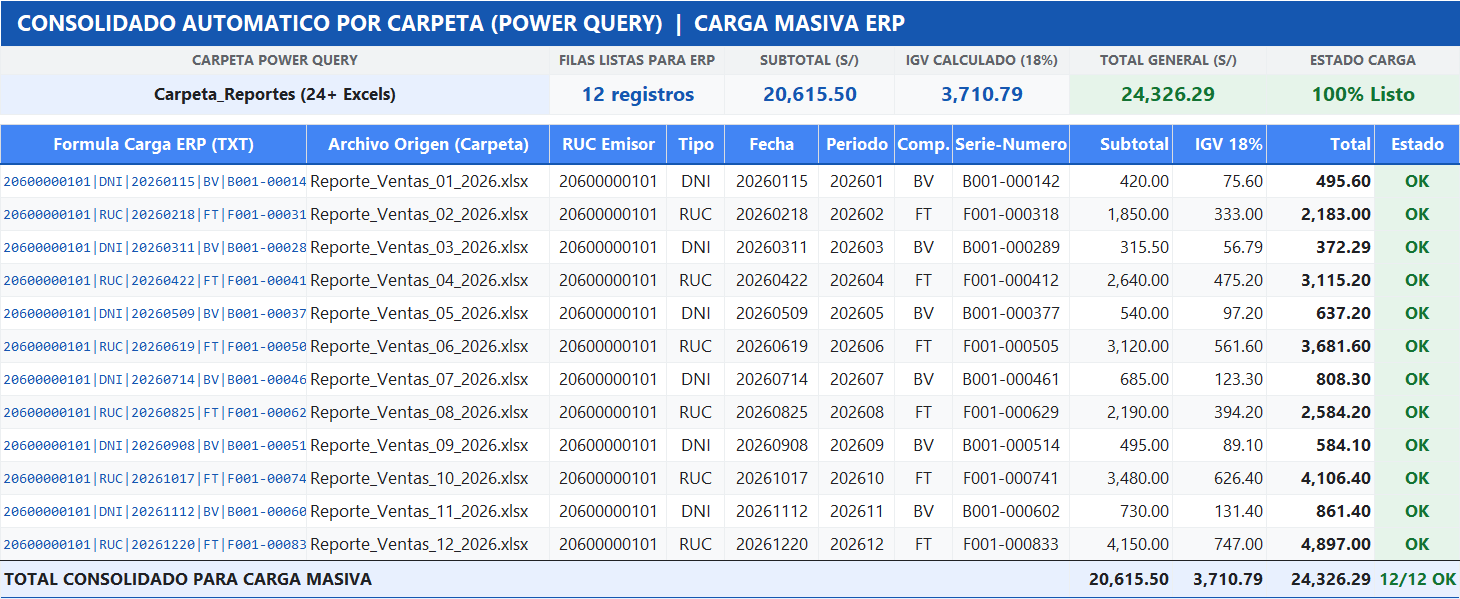 CONSOLIDADO AUTOMATICO POR CARPETA (POWER QUERY) | CARGA MASIVA ERP
CARPETA POWER QUERY FILAS LISTAS PARA ERP SUBTOTAL (S/) IGV CALCULADO (18%) TOTAL GENERAL (S/) ESTADO CARGA
Carpeta_Reportes (24+ Excels) 12 registros 20,615.50 3,710.79 24,326.29 100% Listo
Formula Carga ERP (TXT) Archivo Origen (Carpeta) RUC Emisor Tipo Fecha Periodo Comp. Serie-Numero Subtotal IGV 18% Total Estado
20600000101|DNI|20260115|BV|B001-00014 Reporte_Ventas_01_2026.xlsx 20600000101 DNI 20260115 202601 BV B001-000142 420.00 75.60 495.60 OK
20600000101|RUC|20260218|FT|F001-00031 Reporte_Ventas_02_2026.xlsx 20600000101 RUC 20260218 202602 FT F001-000318 1,850.00 333.00 2,183.00 OK
20600000101|DNI|20260311|BV|B001-00028 Reporte_Ventas_03_2026.xlsx 20600000101 DNI 20260311 202603 BV B001-000289 315.50 56.79 372.29 OK
20600000101|RUC|20260422|FT|F001-00041 Reporte_Ventas_04_2026.xlsx 20600000101 RUC 20260422 202604 FT F001-000412 2,640.00 475.20 3,115.20 OK
20600000101|DNI|20260509|BV|B001-00037 Reporte_Ventas_05_2026.xlsx 20600000101 DNI 20260509 202605 BV B001-000377 540.00 97.20 637.20 OK
20600000101|RUC|20260619|FT|F001-00050 Reporte_Ventas_06_2026.xlsx 20600000101 RUC 20260619 202606 FT F001-000505 3,120.00 561.60 3,681.60 OK
20600000101|DNI|20260714|BV|B001-00046 Reporte_Ventas_07_2026.xlsx 20600000101 DNI 20260714 202607 BV B001-000461 685.00 123.30 808.30 OK
20600000101|RUC|20260825|FT|F001-00062 Reporte_Ventas_08_2026.xlsx 20600000101 RUC 20260825 202608 FT F001-000629 2,190.00 394.20 2,584.20 OK
20600000101|DNI|20260908|BV|B001-00051 Reporte_Ventas_09_2026.xlsx 20600000101 DNI 20260908 202609 BV B001-000514 495.00 89.10 584.10 OK
20600000101|RUC|20261017|FT|F001-00074 Reporte_Ventas_10_2026.xlsx 20600000101 RUC 20261017 202610 FT F001-000741 3,480.00 626.40 4,106.40 OK
20600000101|DNI|20261112|BV|B001-00060 Reporte_Ventas_11_2026.xlsx 20600000101 DNI 20261112 202611 BV B001-000602 730.00 131.40 861.40 OK
20600000101|RUC|20261220|FT|F001-00083 Reporte_Ventas_12_2026.xlsx 20600000101 RUC 20261220 202612 FT F001-000833 4,150.00 747.00 4,897.00 OK
TOTAL CONSOLIDADO PARA CARGA MASIVA 20,615.50 3,710.79 24,326.29 12/12 OK